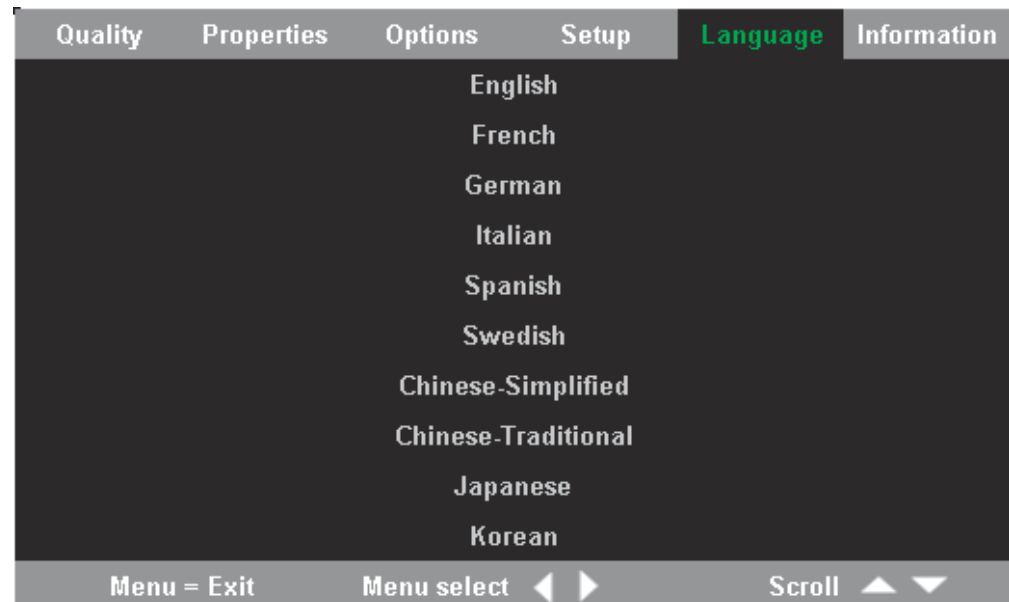 Quality Properties Options Setup Language Information
English
French
German
Italian
Spanish
Swedish
Chinese-Simplified
Chinese-Traditional
Japanese
Korean
Menu = Exit Menu select Scroll